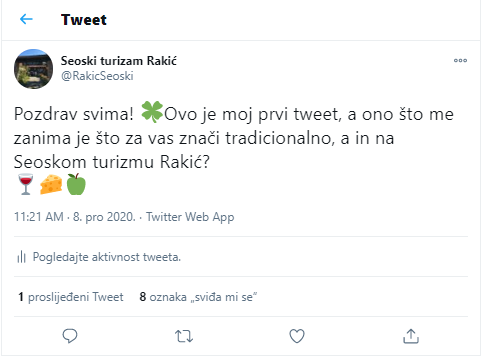 Tweet
Seoski turizam Rakić
@RakicSeoski
Pozdrav svima! 🍀Ovo je moj prvi tweet, a ono što me
zanima je što za vas znači tradicionalno, a in na
Seoskom turizmu Rakić?
🍷🧀🍏
11:21 AM · 8. pro 2020. · Twitter Web App
Pogledajte aktivnost tweeta.
1 proslijeđeni Tweet 8 oznaka „sviđa mi se“